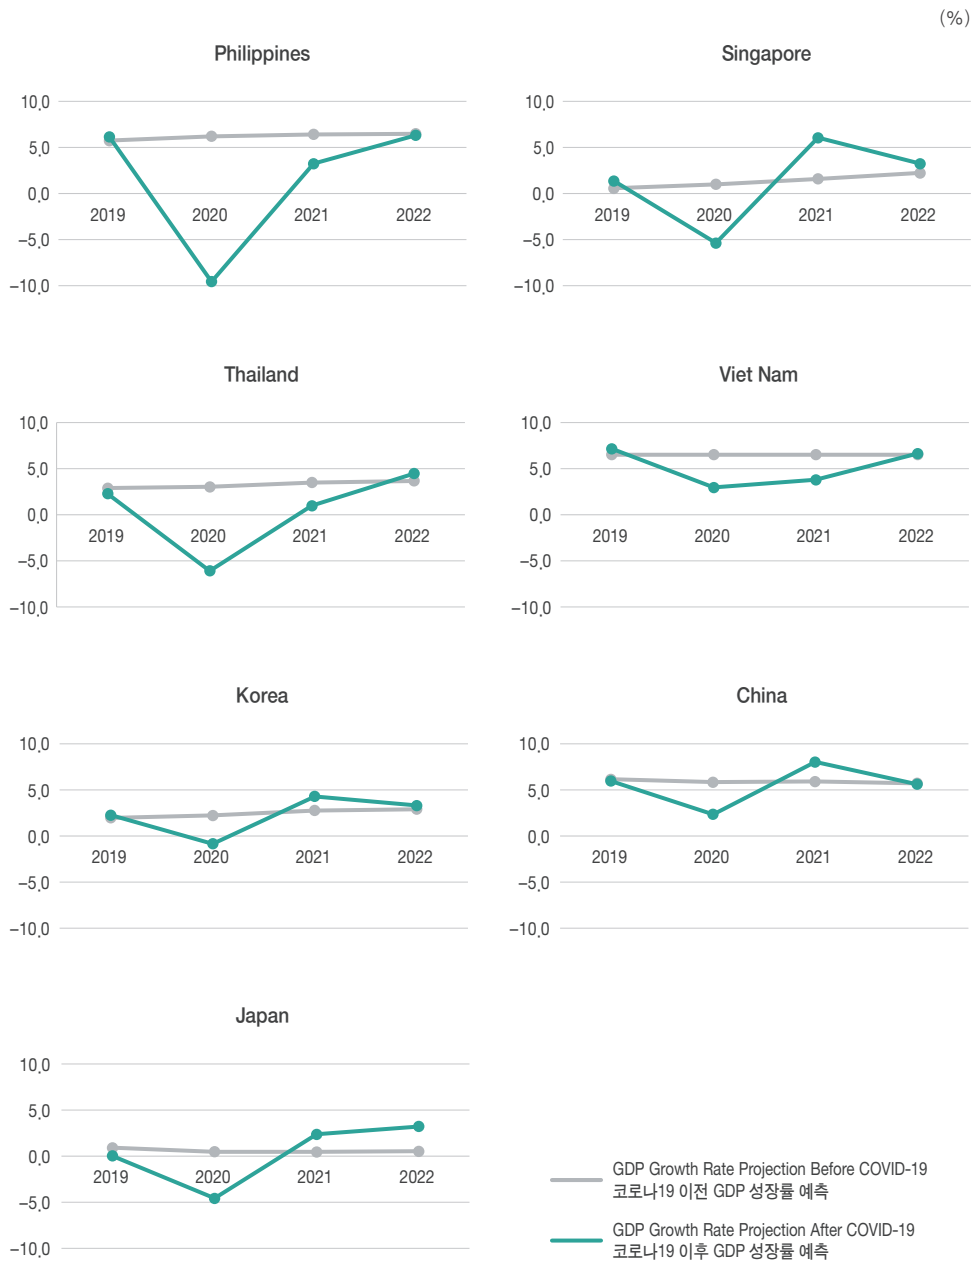 (%)
Philippines
10.0
5.0
0.0
-5.0
-10.0
2019 2020 2021 2022
Singapore
10.0
5.0
0.0
-5.0
-10.0
2019 2020 2021 2022
Thailand
10.0
5.0
0.0
-5.0
-10.0
2019 2020 2021 2022
Viet Nam
10.0
5.0
0.0
-5.0
-10.0
2019 2020 2021 2022
Korea
10.0
5.0
0.0
-5.0
-10.0
2019 2020 2021 2022
China
10.0
5.0
0.0
-5.0
-10.0
2019 2020 2021 2022
Japan
10.0
5.0
0.0
-5.0
-10.0
2019 2020 2021 2022
GDP Growth Rate Projection Before COVID-19
코로나19 이전 GDP 성장률 예측
GDP Growth Rate Projection After COVID-19
코로나19 이후 GDP 성장률 예측